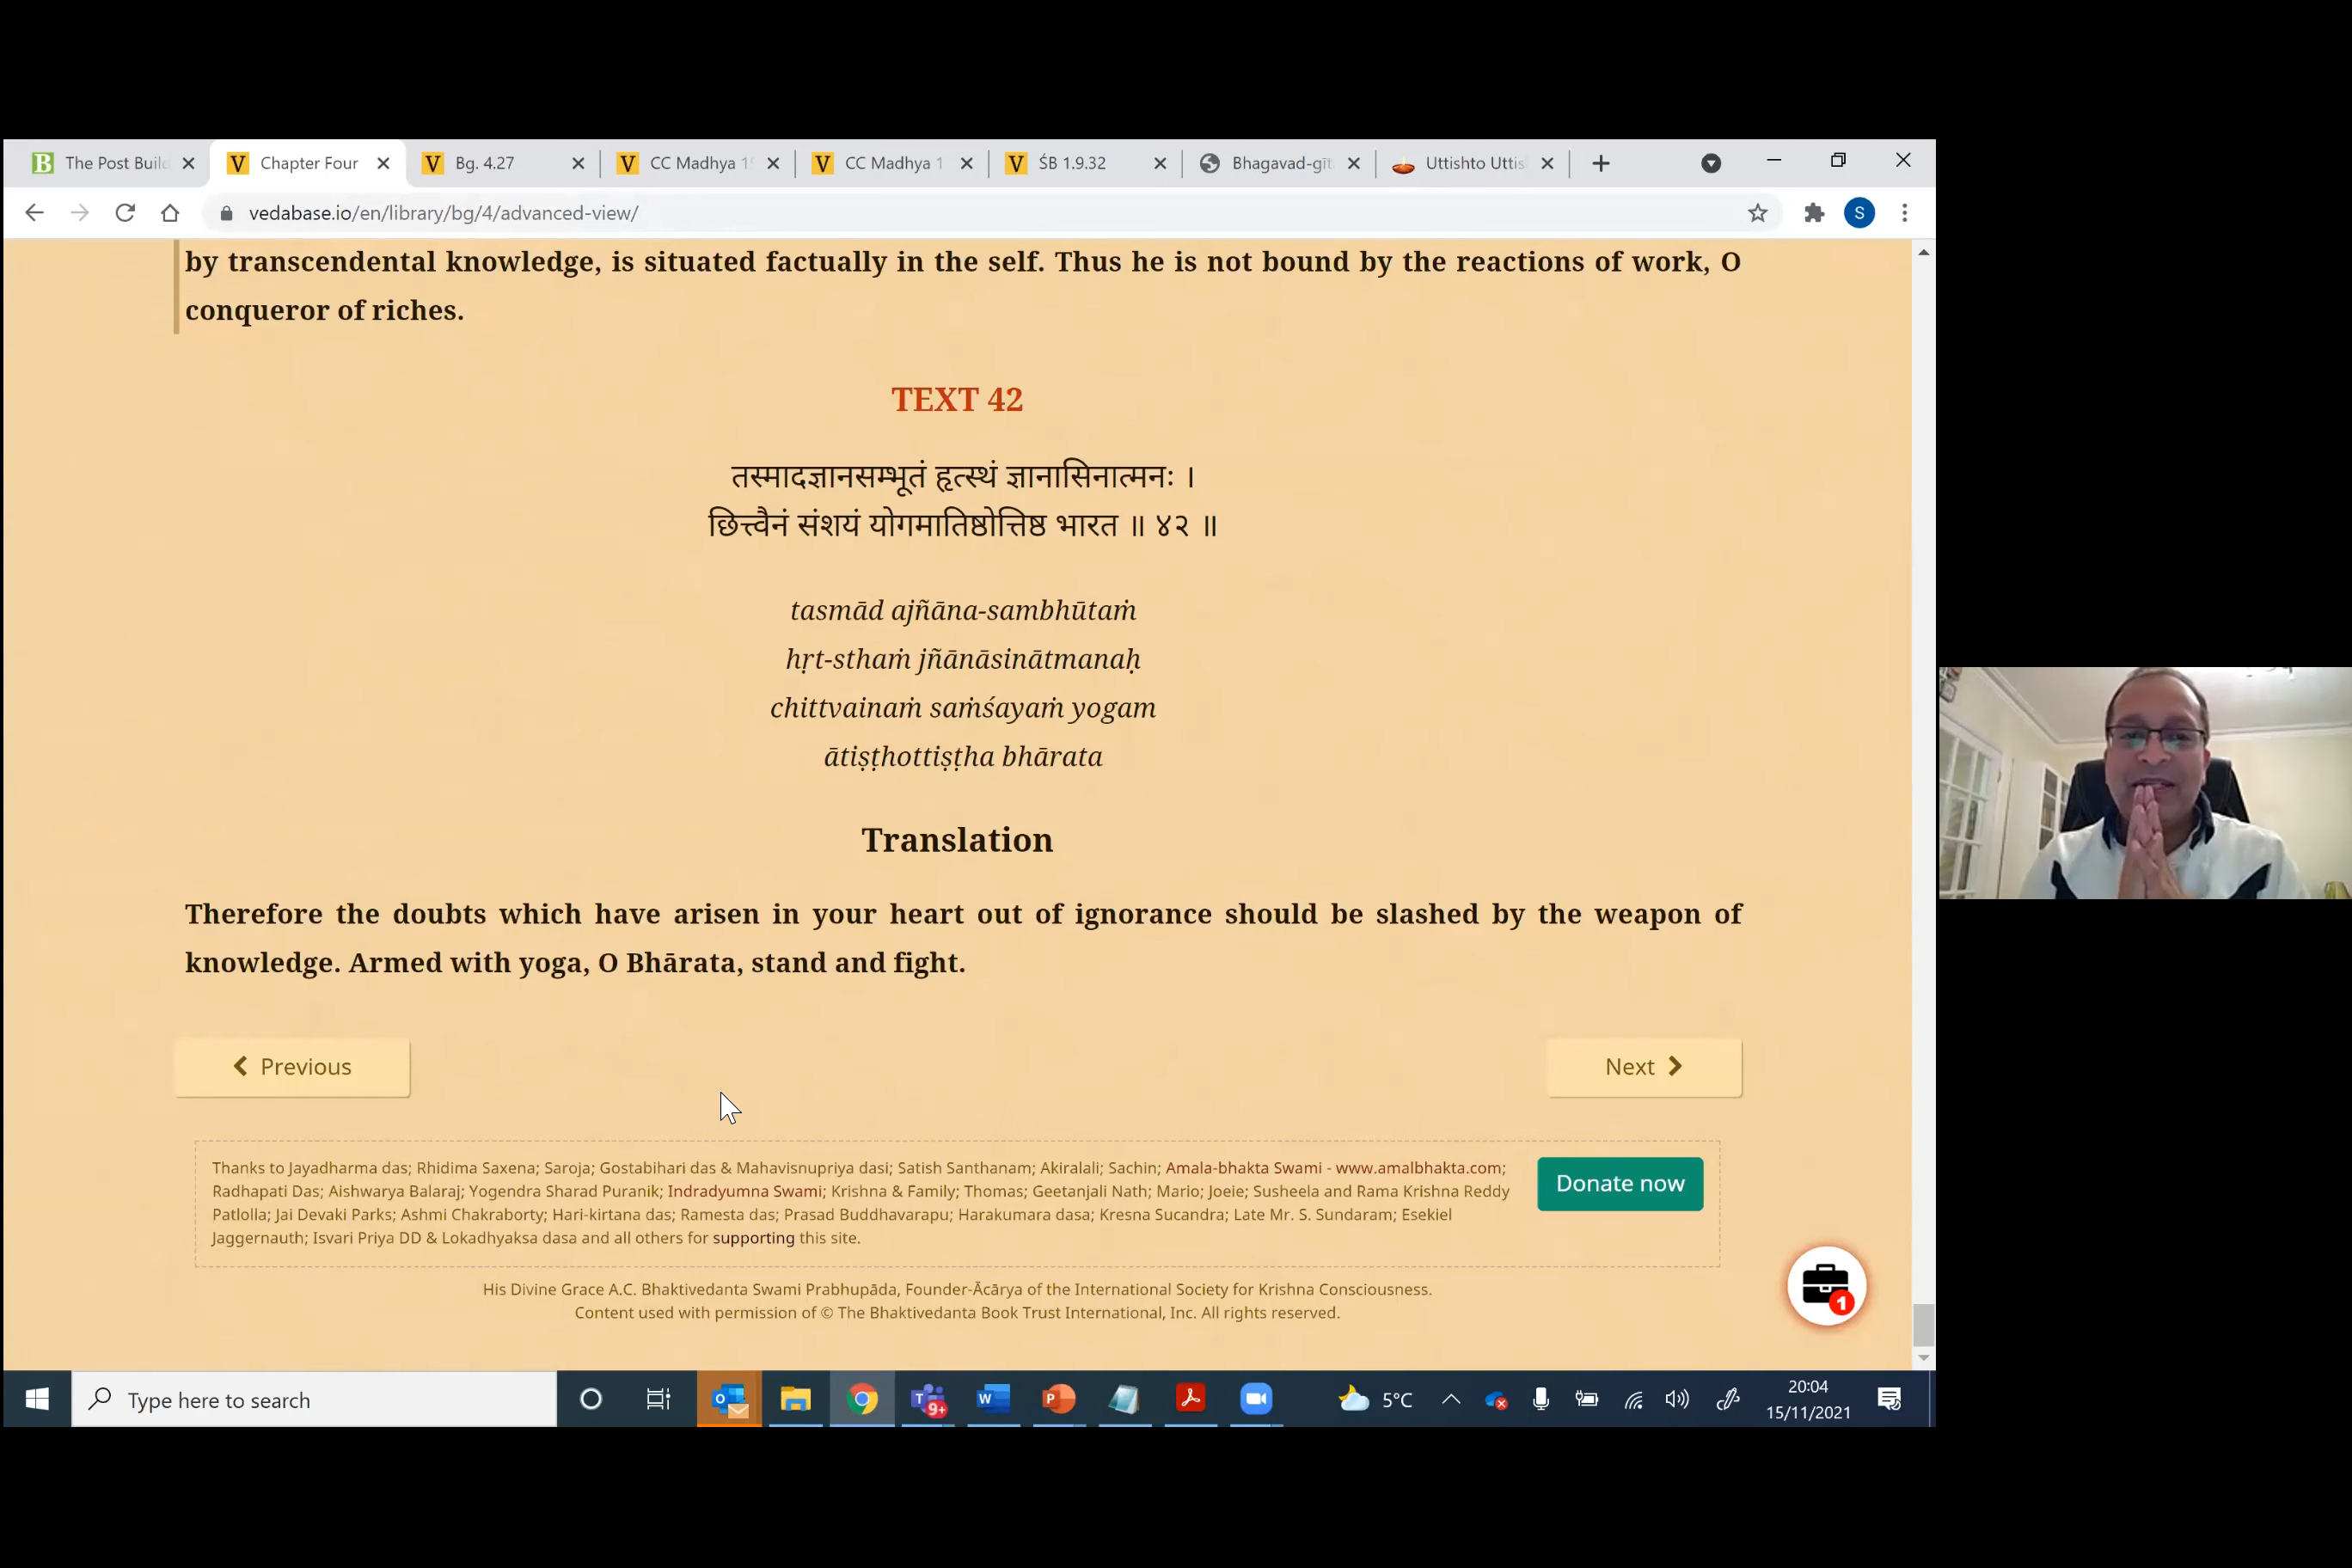 The Post Build
Chapter Four
Bg. 4.27
CC Madhya 1
CC Madhya 1
ŚB 1.9.32
Bhagavad-gīt
Uttishto Uttis
vedabase.io/en/library/bg/4/advanced-view/
S
by transcendental knowledge, is situated factually in the self. Thus he is not bound by the reactions of work, O
conqueror of riches.
TEXT 42
तस्मादज्ञानसम्भूतं हृत्स्थं ज्ञानासिनात्मनः ।
छित्त्वैनं संशयं योगमातिष्ठोत्तिष्ठ भारत ॥ ४२ ॥
tasmād ajñāna-sambhūtaṁ
hṛt-sthaṁ jñānāsinātmanaḥ
chittvainaṁ saṁśayaṁ yogam
ātiṣṭhottiṣṭha bhārata
Translation
Therefore the doubts which have arisen in your heart out of ignorance should be slashed by the weapon of
knowledge. Armed with yoga, O Bhārata, stand and fight.
Previous
Next
Thanks to Jayadharma das; Rhidima Saxena; Saroja; Gostabihari das & Mahavisnupriya dasi; Satish Santhanam; Akiralali; Sachin; Amala-bhakta Swami - www.amalbhakta.com;
Radhapati Das; Aishwarya Balaraj; Yogendra Sharad Puranik; Indradyumna Swami; Krishna & Family; Thomas; Geetanjali Nath; Mario; Joeie; Susheela and Rama Krishna Reddy
Patlolla; Jai Devaki Parks; Ashmi Chakraborty; Hari-kirtana das; Ramesta das; Prasad Buddhavarapu; Harakumara dasa; Kresna Sucandra; Late Mr. S. Sundaram; Esekiel
Jaggernauth; Isvari Priya DD & Lokadhyaksa dasa and all others for supporting this site.
Donate now
1
His Divine Grace A.C. Bhaktivedanta Swami Prabhupāda, Founder-Ācārya of the International Society for Krishna Consciousness.
Content used with permission of © The Bhaktivedanta Book Trust International, Inc. All rights reserved.
Type here to search
9+
5°C
20:04
15/11/2021